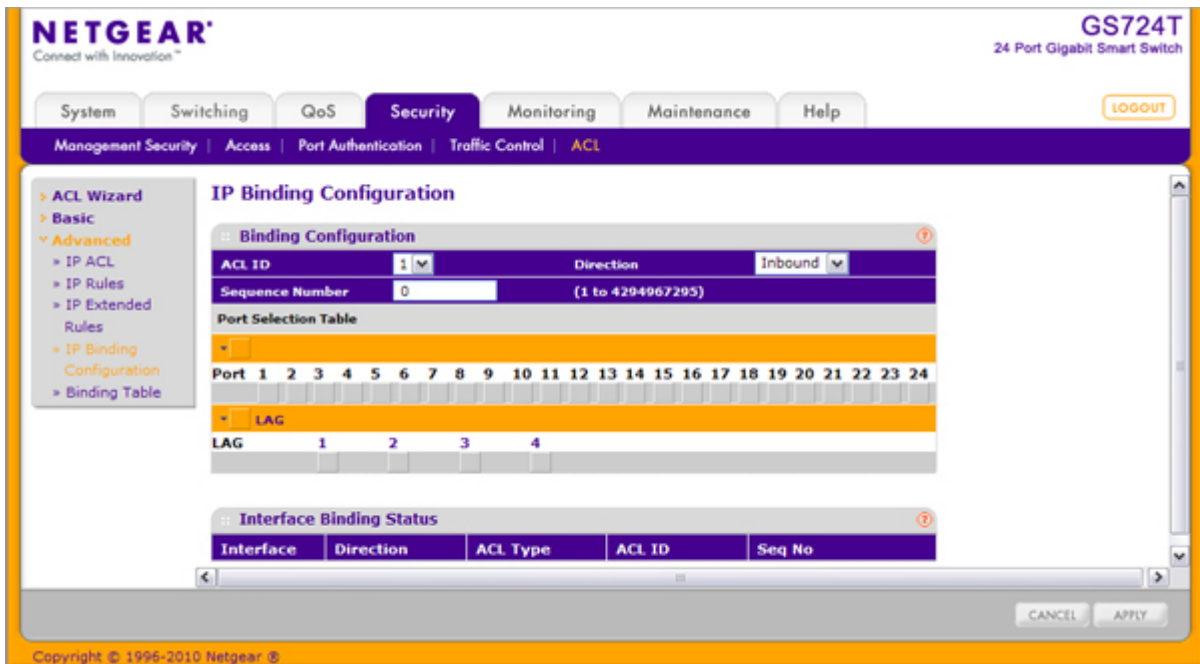 NETGEAR®
Connect with Innovation™
GS724T
24 Port Gigabit Smart Switch
System Switching QoS Security Monitoring Maintenance Help LOGOUT
Management Security | Access | Port Authentication | Traffic Control | ACL
ACL Wizard
Basic
Advanced
» IP ACL
» IP Rules
» IP Extended
Rules
» IP Binding
Configuration
» Binding Table
IP Binding Configuration
Binding Configuration ?
ACL ID 1 Direction Inbound
Sequence Number 0 (1 to 4294967295)
Port Selection Table
Port 1 2 3 4 5 6 7 8 9 10 11 12 13 14 15 16 17 18 19 20 21 22 23 24
LAG
LAG 1 2 3 4
Interface Binding Status ?
Interface Direction ACL Type ACL ID Seq No
CANCEL APPLY
Copyright © 1996-2010 Netgear ®